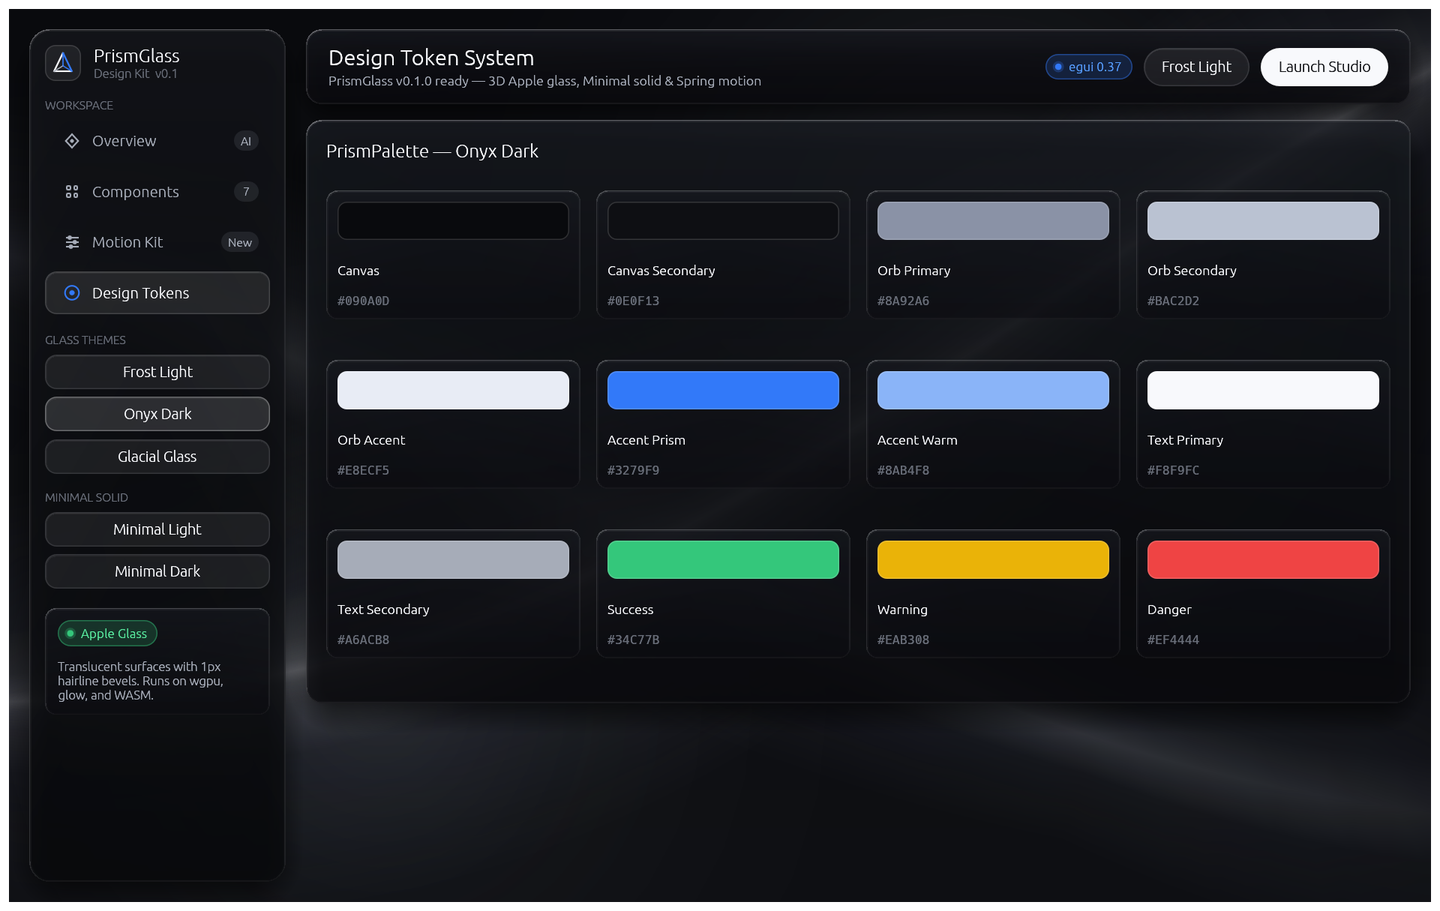 PrismGlass
Design Kit v0.1
WORKSPACE
Overview
AI
Components
7
Motion Kit
New
Design Tokens
GLASS THEMES
Frost Light
Onyx Dark
Glacial Glass
MINIMAL SOLID
Minimal Light
Minimal Dark
Apple Glass
Translucent surfaces with 1px
hairline bevels. Runs on wgpu,
glow, and WASM.
Design Token System
PrismGlass v0.1.0 ready — 3D Apple glass, Minimal solid & Spring motion
egui 0.37
Frost Light
Launch Studio
PrismPalette — Onyx Dark
Canvas
#090A0D
Canvas Secondary
#0E0F13
Orb Primary
#8A92A6
Orb Secondary
#BAC2D2
Orb Accent
#E8ECF5
Accent Prism
#3279F9
Accent Warm
#8AB4F8
Text Primary
#F8F9FC
Text Secondary
#A6ACB8
Success
#34C77B
Warning
#EAB308
Danger
#EF4444